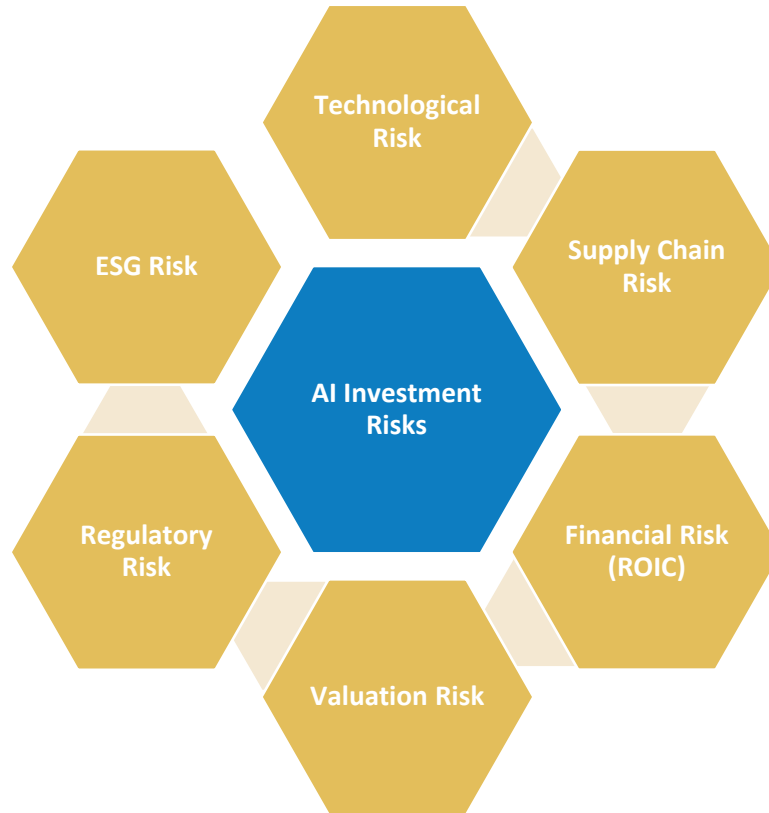 Technological
Risk
Supply Chain
Risk
Financial Risk
(ROIC)
Valuation Risk
Regulatory
Risk
ESG Risk
AI Investment
Risks